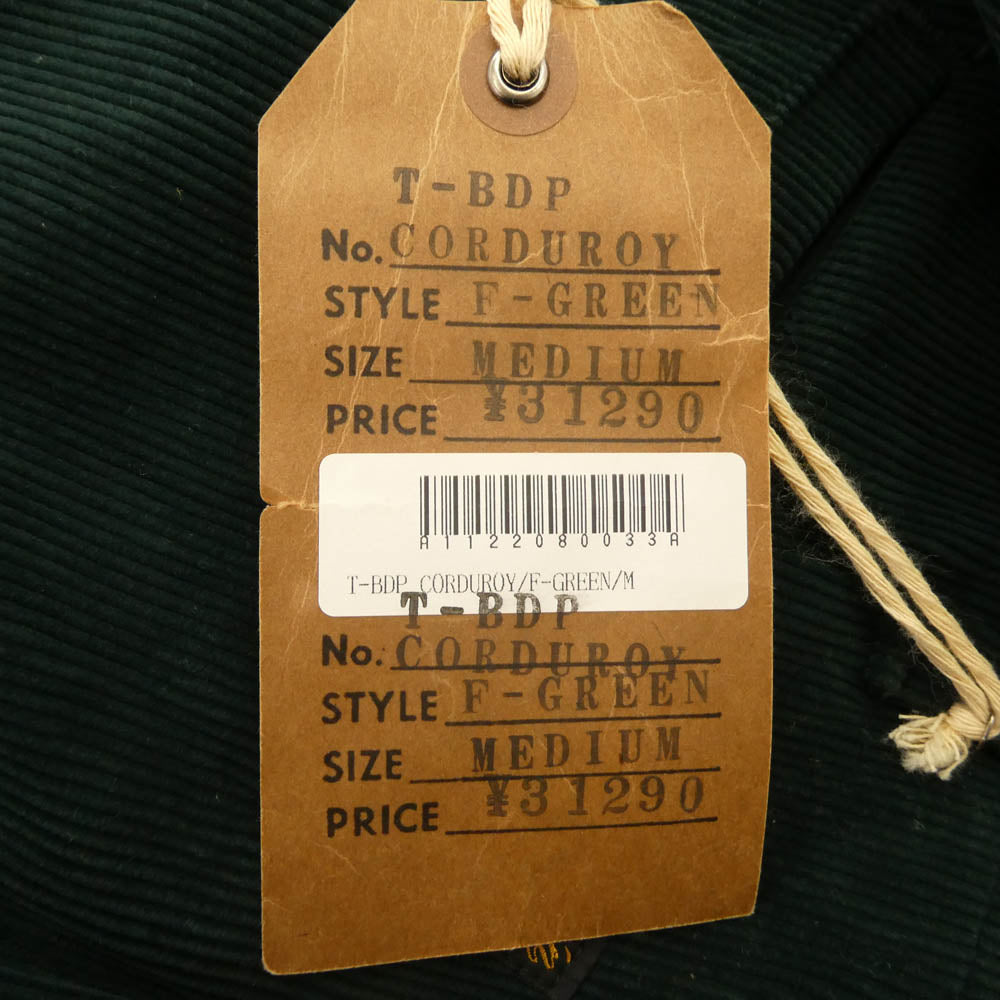 T-BDP
No. CORDUROY
STYLE F-GREEN
SIZE MEDIUM
PRICE ¥31290
A1122080033A
T-BDP CORDUROY/F-GREEN/M
T-BDP
No. CORDUROY
STYLE F-GREEN
SIZE MEDIUM
PRICE ¥31290